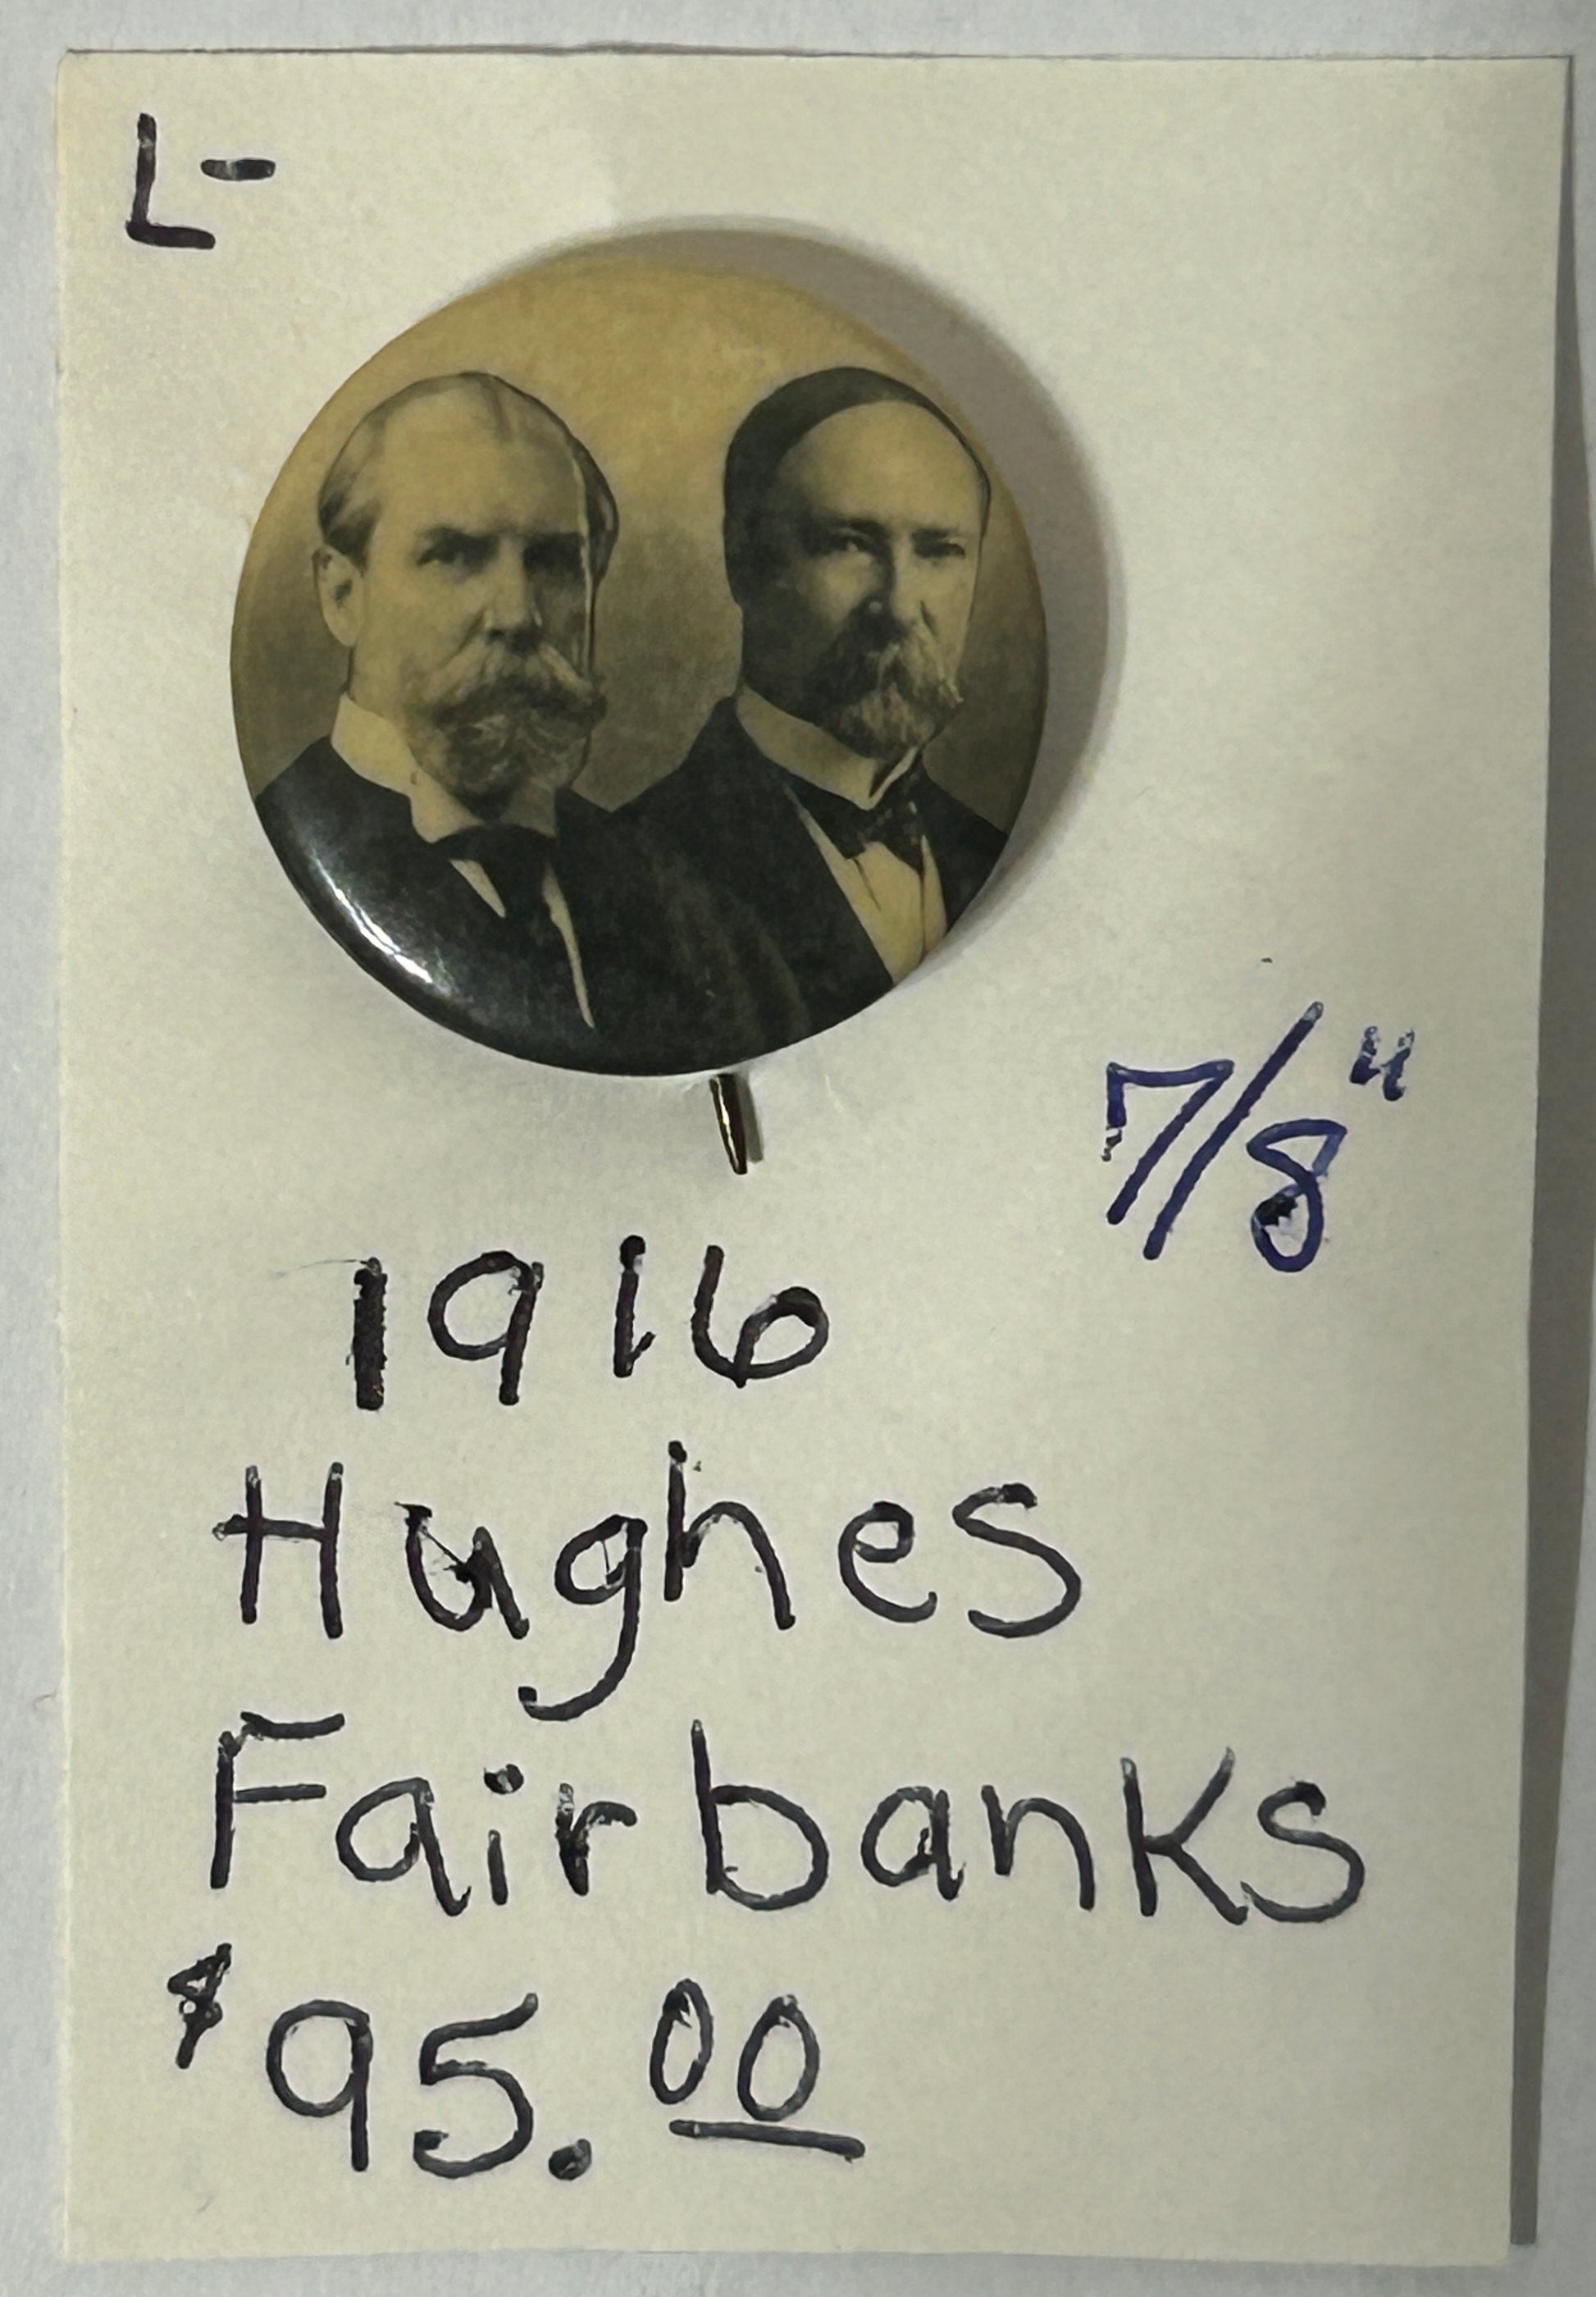 L-
7/8"
1916
Hughes
Fairbanks
$95.00